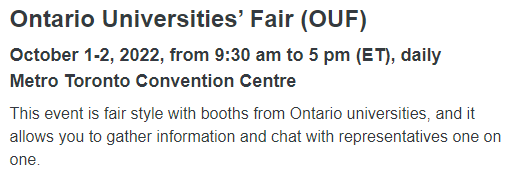 Ontario Universities’ Fair (OUF)
October 1-2, 2022, from 9:30 am to 5 pm (ET), daily
Metro Toronto Convention Centre
This event is fair style with booths from Ontario universities, and it
allows you to gather information and chat with representatives one on
one.